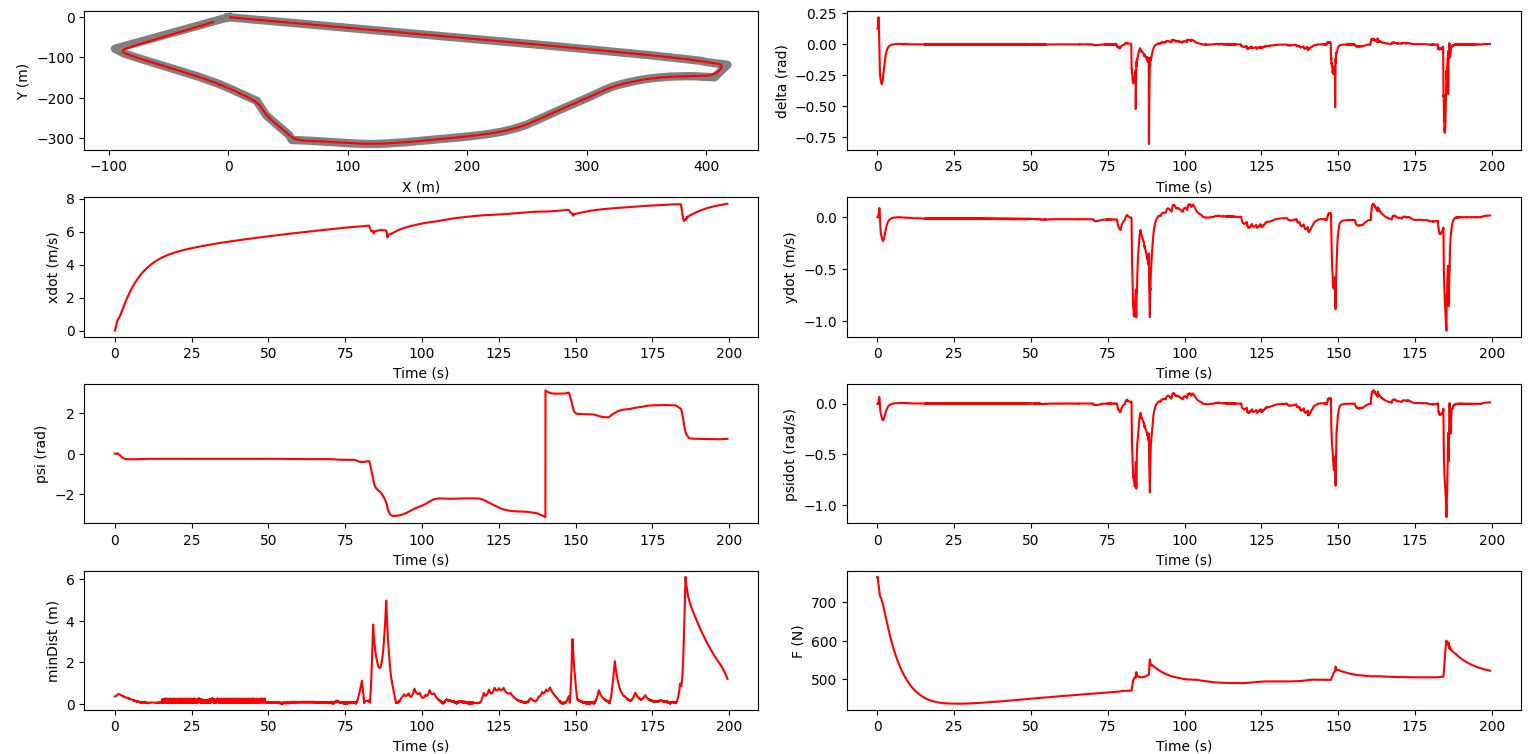 0
−100
−200
−300
Y (m)
−100 0 100 200 300 400
X (m)
0.25
0.00
−0.25
−0.50
−0.75
delta (rad)
0 25 50 75 100 125 150 175 200
Time (s)
8
6
4
2
0
xdot (m/s)
0 25 50 75 100 125 150 175 200
Time (s)
0.0
−0.5
−1.0
ydot (m/s)
0 25 50 75 100 125 150 175 200
Time (s)
2
0
−2
psi (rad)
0 25 50 75 100 125 150 175 200
Time (s)
0.0
−0.5
−1.0
psidot (rad/s)
0 25 50 75 100 125 150 175 200
Time (s)
6
4
2
0
minDist (m)
0 25 50 75 100 125 150 175 200
Time (s)
700
600
500
F (N)
0 25 50 75 100 125 150 175 200
Time (s)